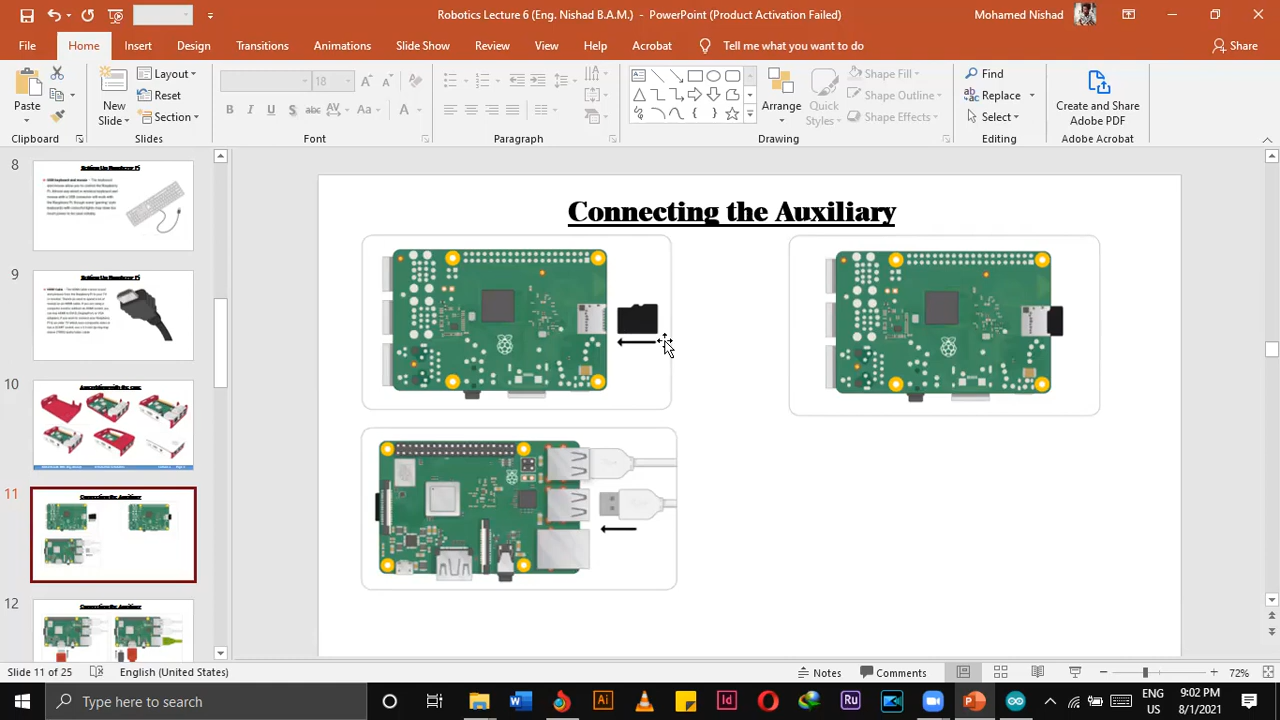 Robotics Lecture 6 (Eng. Nishad B.A.M.) - PowerPoint (Product Activation Failed)
Mohamed Nishad
File Home Insert Design Transitions Animations Slide Show Review View Help Acrobat Tell me what you want to do Share
Paste
Clipboard
New Slide
Layout
Reset
Section
Slides
18
B I U S abc AV Aa A
Font
Paragraph
Arrange
Quick Styles
Shape Fill
Shape Outline
Shape Effects
Drawing
Find
Replace
Select
Editing
Create and Share Adobe PDF
Adobe Acrobat
8
9
10
11
12
Connecting the Auxiliary
Slide 11 of 25
English (United States)
Notes
Comments
72%
Type here to search
ENG
US
9:02 PM
8/1/2021